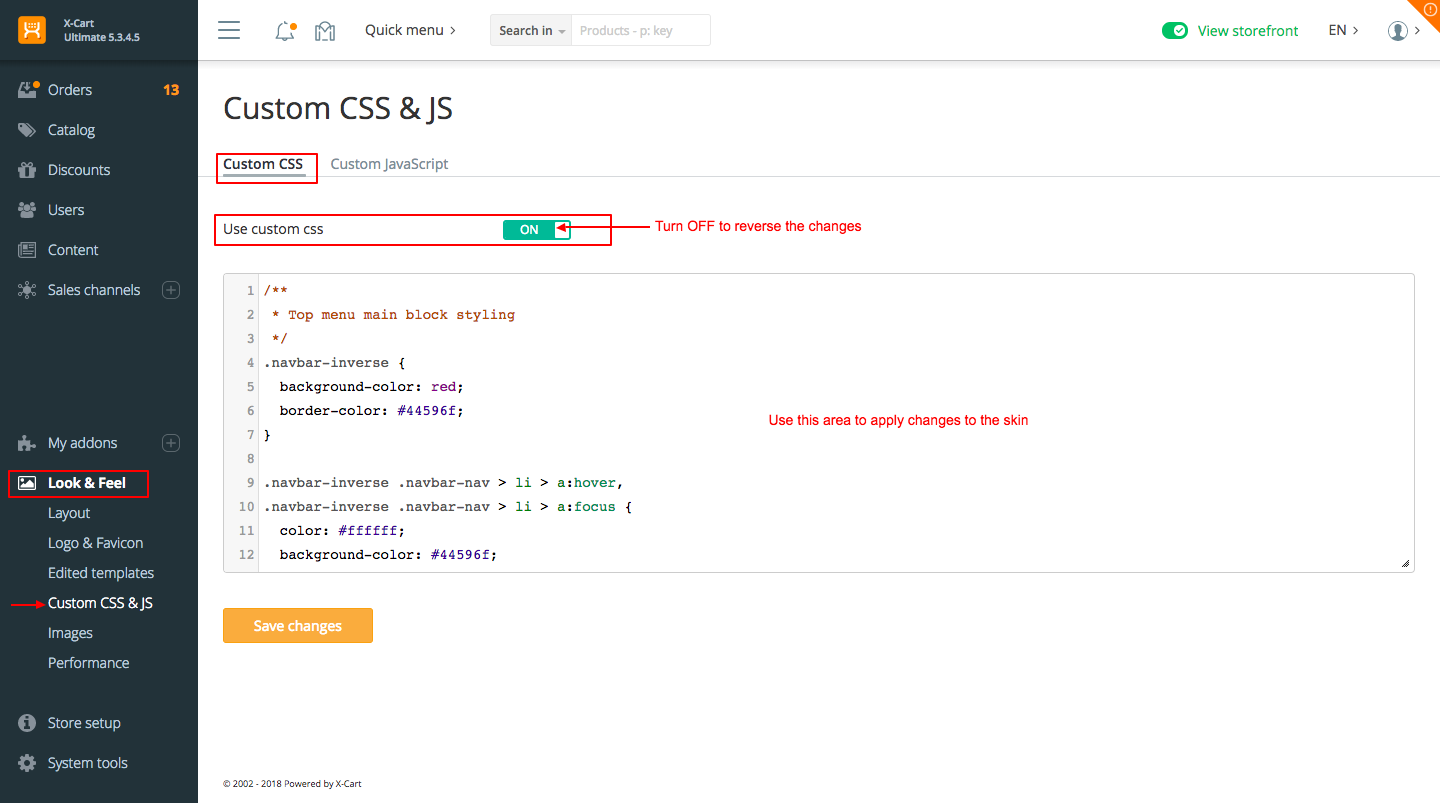 X-Cart
Ultimate 5.3.4.5
Quick menu
Search in
Products - p: key
View storefront
EN
Orders
13
Catalog
Discounts
Users
Content
Sales channels
My addons
Look & Feel
Layout
Logo & Favicon
Edited templates
Custom CSS & JS
Images
Performance
Store setup
System tools
Custom CSS & JS
Custom CSS
Custom JavaScript
Use custom css
ON
Turn OFF to reverse the changes
1 /**
2 * Top menu main block styling
3 */
4 .navbar-inverse {
5 background-color: red;
6 border-color: #44596f;
7 }
8
9 .navbar-inverse .navbar-nav > li > a:hover,
10 .navbar-inverse .navbar-nav > li > a:focus {
11 color: #ffffff;
12 background-color: #44596f;
Use this area to apply changes to the skin
Save changes
© 2002 - 2018 Powered by X-Cart